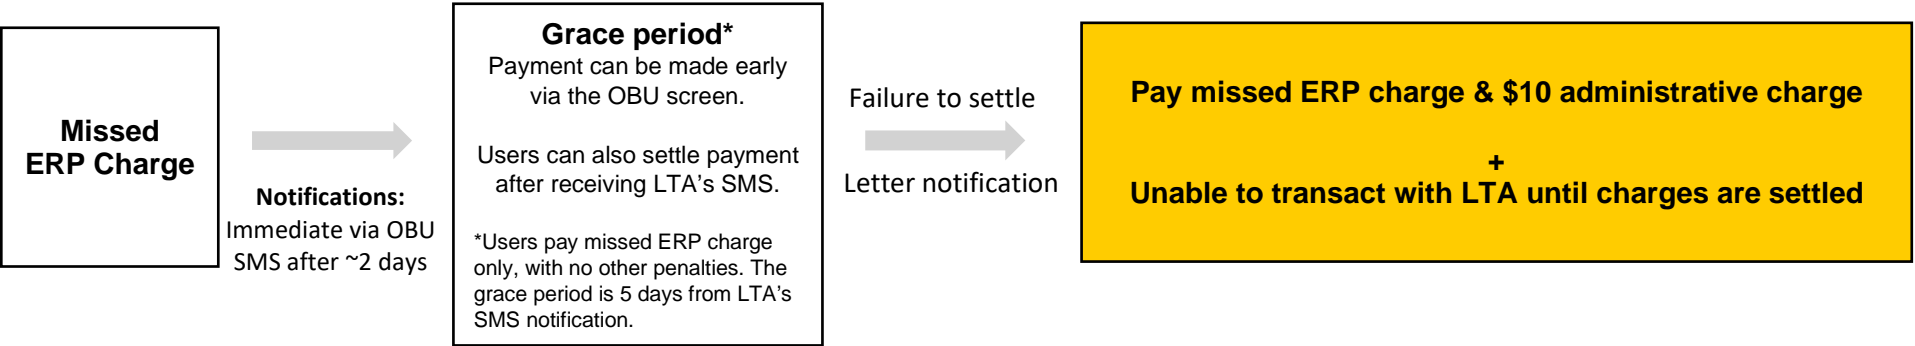 Missed
ERP Charge
Notifications:
Immediate via OBU
SMS after ~2 days
Grace period*
Payment can be made early
via the OBU screen.
Users can also settle payment
after receiving LTA’s SMS.
*Users pay missed ERP charge
only, with no other penalties. The
grace period is 5 days from LTA’s
SMS notification.
Failure to settle
Letter notification
Pay missed ERP charge & $10 administrative charge
+
Unable to transact with LTA until charges are settled